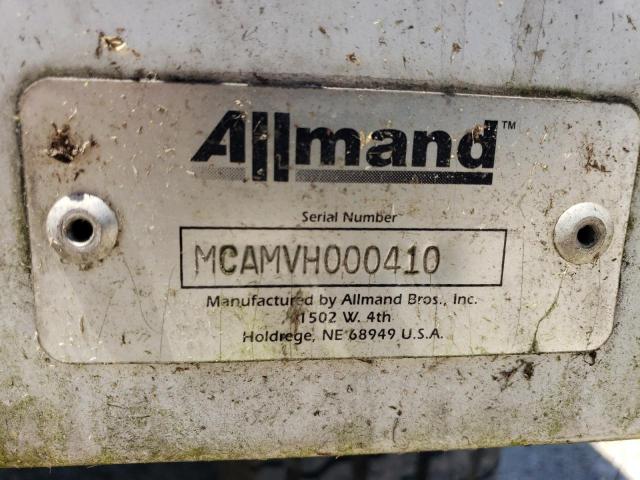 Allmand™
Serial Number
MCAMVH000410
Manufactured by Allmand Bros., Inc.
1502 W. 4th
Holdrege, NE 68949 U.S.A.